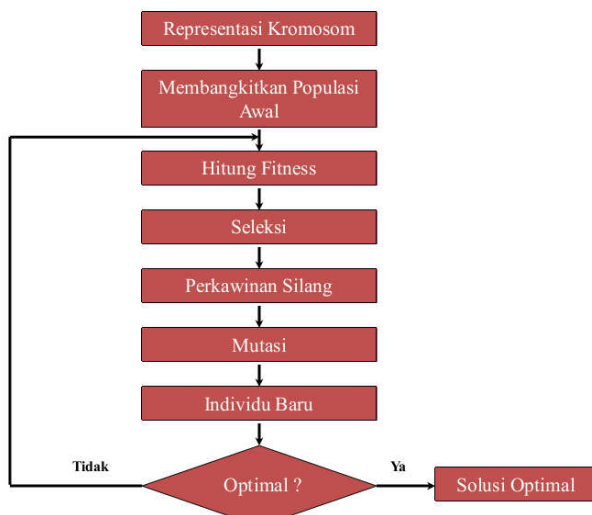 Representasi Kromosom
Membangkitkan Populasi
Awal
Hitung Fitness
Seleksi
Perkawinan Silang
Mutasi
Individu Baru
Tidak
Optimal ?
Ya
Solusi Optimal